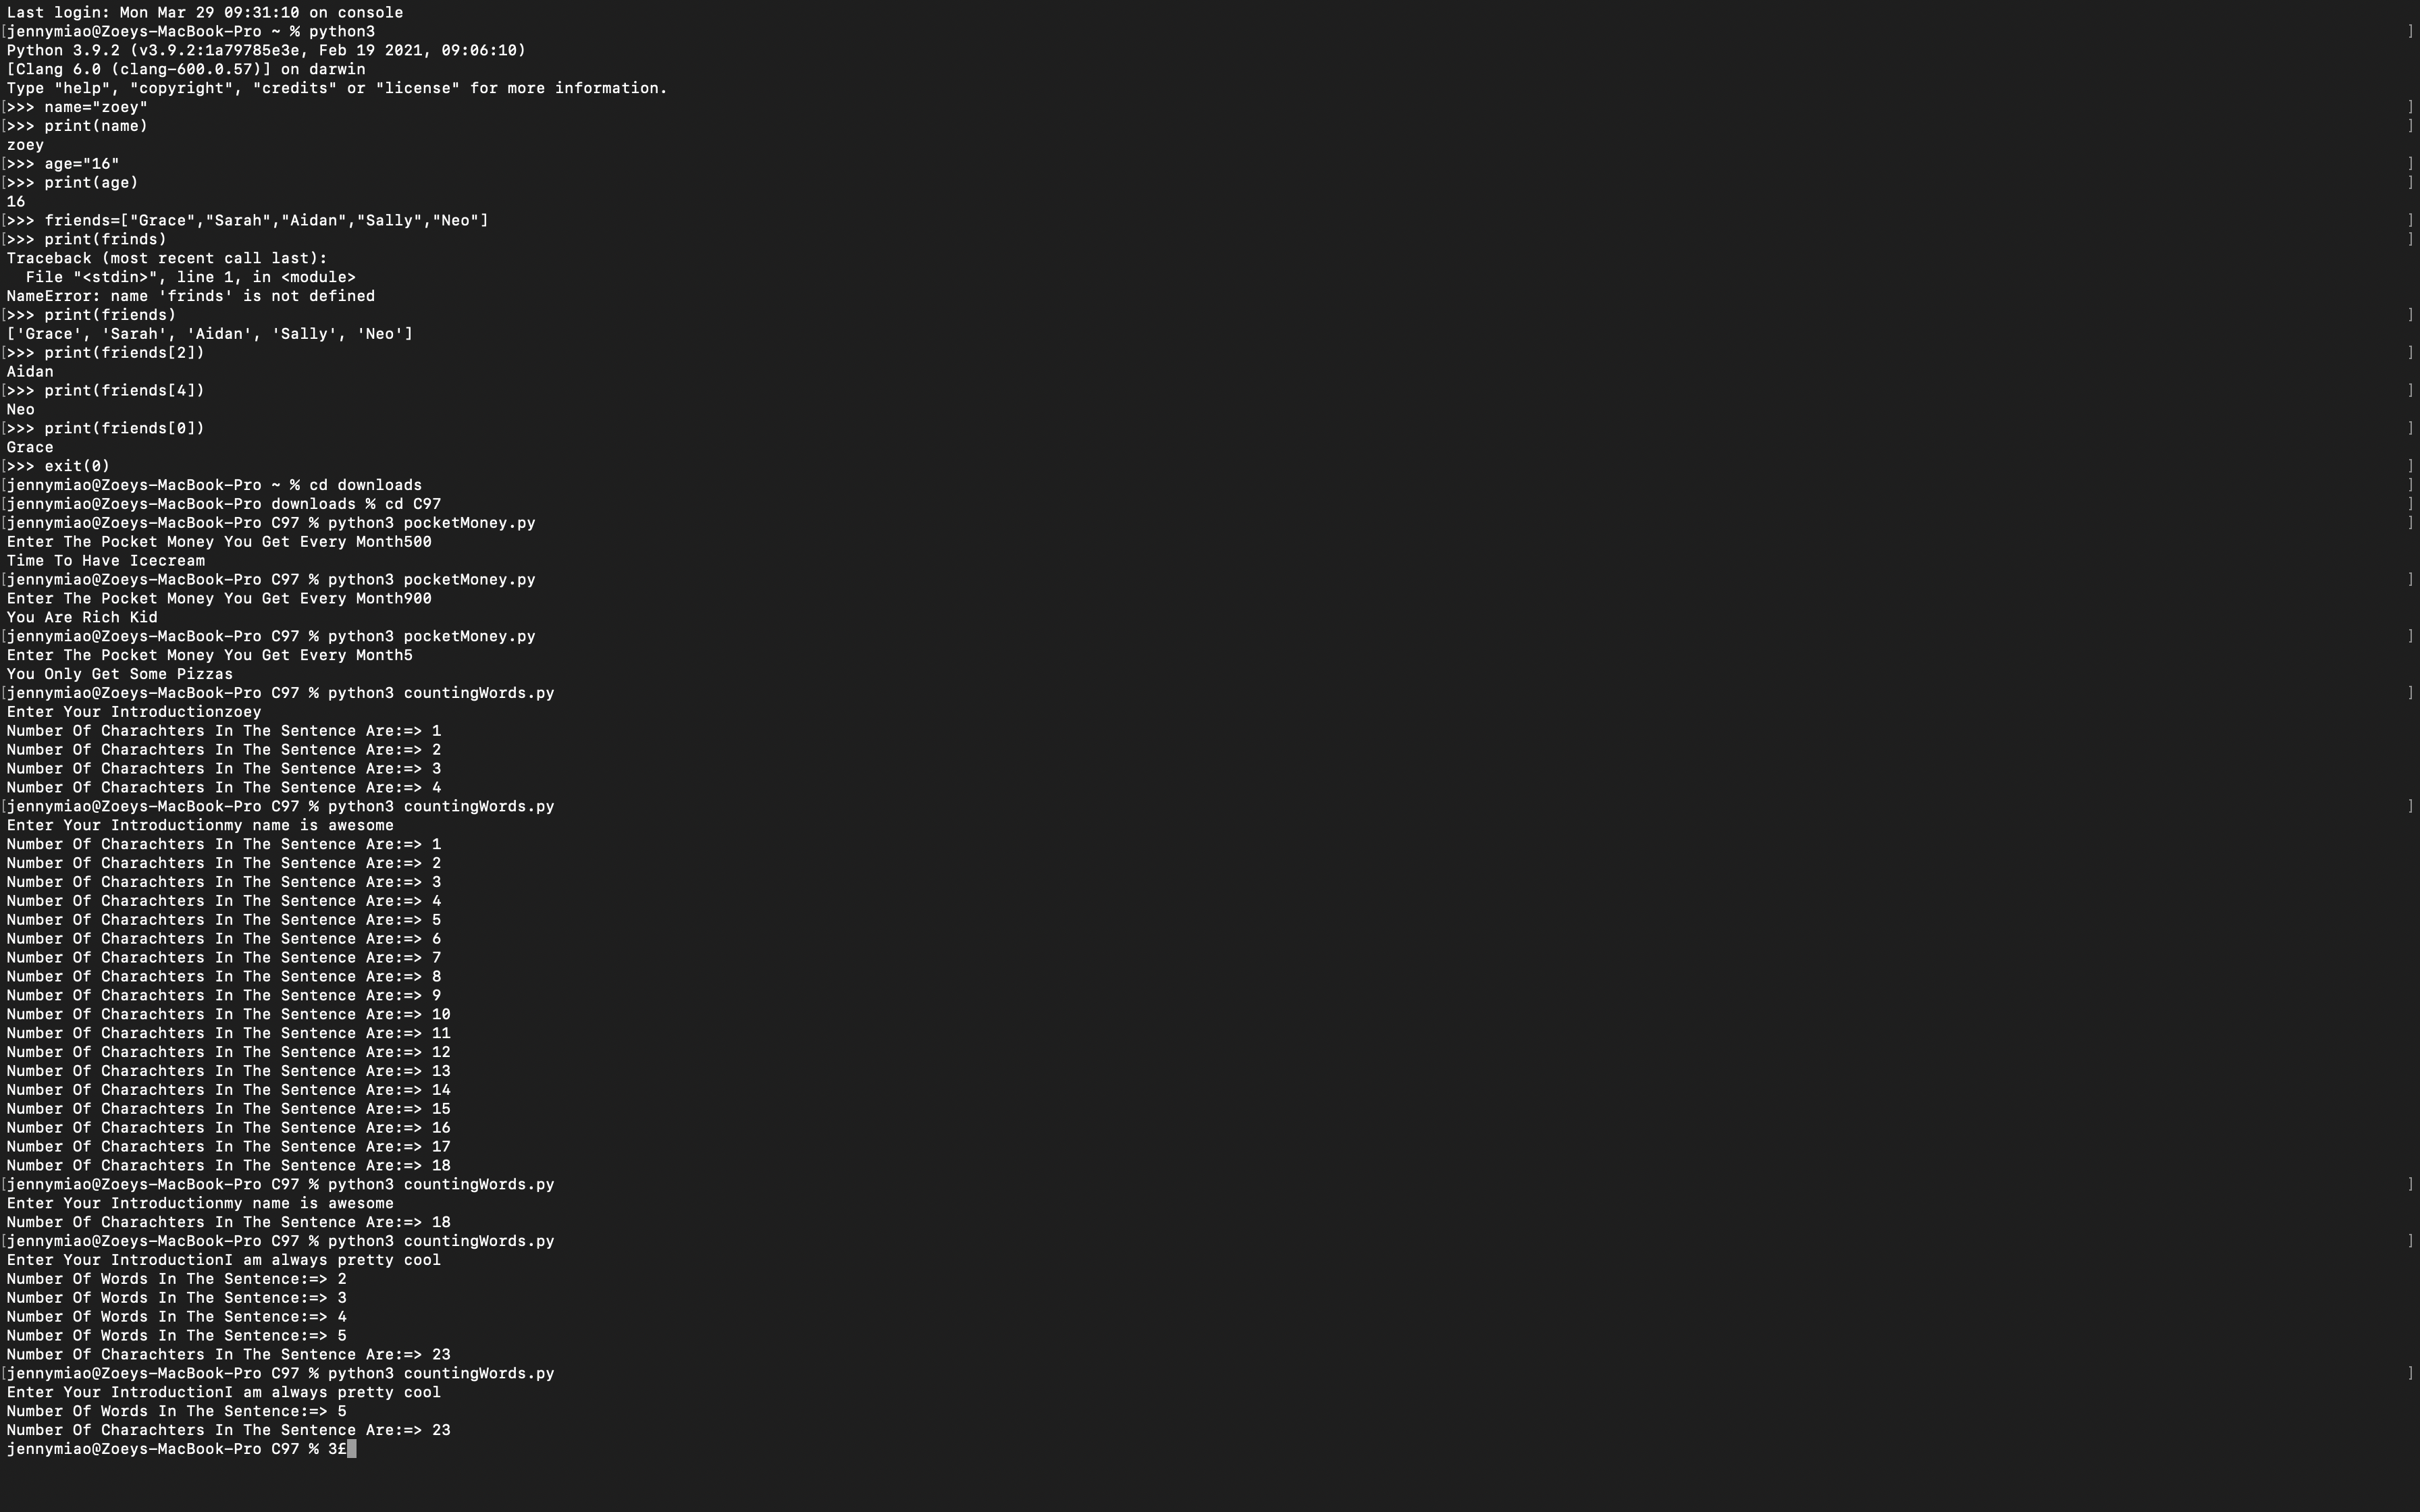 Last login: Mon Mar 29 09:31:10 on console
[jennymiao@Zoeys-MacBook-Pro ~ % python3 ]
Python 3.9.2 (v3.9.2:1a79785e3e, Feb 19 2021, 09:06:10)
[Clang 6.0 (clang-600.0.57)] on darwin
Type "help", "copyright", "credits" or "license" for more information.
[>>> name="zoey" ]
[>>> print(name) ]
zoey
[>>> age="16" ]
[>>> print(age) ]
16
[>>> friends=["Grace","Sarah","Aidan","Sally","Neo"] ]
[>>> print(frinds) ]
Traceback (most recent call last):
  File "<stdin>", line 1, in <module>
NameError: name 'frinds' is not defined
[>>> print(friends) ]
['Grace', 'Sarah', 'Aidan', 'Sally', 'Neo']
[>>> print(friends[2]) ]
Aidan
[>>> print(friends[4]) ]
Neo
[>>> print(friends[0]) ]
Grace
[>>> exit(0) ]
[jennymiao@Zoeys-MacBook-Pro ~ % cd downloads ]
[jennymiao@Zoeys-MacBook-Pro downloads % cd C97 ]
[jennymiao@Zoeys-MacBook-Pro C97 % python3 pocketMoney.py ]
Enter The Pocket Money You Get Every Month500
Time To Have Icecream
[jennymiao@Zoeys-MacBook-Pro C97 % python3 pocketMoney.py ]
Enter The Pocket Money You Get Every Month900
You Are Rich Kid
[jennymiao@Zoeys-MacBook-Pro C97 % python3 pocketMoney.py ]
Enter The Pocket Money You Get Every Month5
You Only Get Some Pizzas
[jennymiao@Zoeys-MacBook-Pro C97 % python3 countingWords.py ]
Enter Your Introductionzoey
Number Of Charachters In The Sentence Are:=> 1
Number Of Charachters In The Sentence Are:=> 2
Number Of Charachters In The Sentence Are:=> 3
Number Of Charachters In The Sentence Are:=> 4
[jennymiao@Zoeys-MacBook-Pro C97 % python3 countingWords.py ]
Enter Your Introductionmy name is awesome
Number Of Charachters In The Sentence Are:=> 1
Number Of Charachters In The Sentence Are:=> 2
Number Of Charachters In The Sentence Are:=> 3
Number Of Charachters In The Sentence Are:=> 4
Number Of Charachters In The Sentence Are:=> 5
Number Of Charachters In The Sentence Are:=> 6
Number Of Charachters In The Sentence Are:=> 7
Number Of Charachters In The Sentence Are:=> 8
Number Of Charachters In The Sentence Are:=> 9
Number Of Charachters In The Sentence Are:=> 10
Number Of Charachters In The Sentence Are:=> 11
Number Of Charachters In The Sentence Are:=> 12
Number Of Charachters In The Sentence Are:=> 13
Number Of Charachters In The Sentence Are:=> 14
Number Of Charachters In The Sentence Are:=> 15
Number Of Charachters In The Sentence Are:=> 16
Number Of Charachters In The Sentence Are:=> 17
Number Of Charachters In The Sentence Are:=> 18
[jennymiao@Zoeys-MacBook-Pro C97 % python3 countingWords.py ]
Enter Your Introductionmy name is awesome
Number Of Charachters In The Sentence Are:=> 18
[jennymiao@Zoeys-MacBook-Pro C97 % python3 countingWords.py ]
Enter Your IntroductionI am always pretty cool
Number Of Words In The Sentence:=> 2
Number Of Words In The Sentence:=> 3
Number Of Words In The Sentence:=> 4
Number Of Words In The Sentence:=> 5
Number Of Charachters In The Sentence Are:=> 23
[jennymiao@Zoeys-MacBook-Pro C97 % python3 countingWords.py ]
Enter Your IntroductionI am always pretty cool
Number Of Words In The Sentence:=> 5
Number Of Charachters In The Sentence Are:=> 23
jennymiao@Zoeys-MacBook-Pro C97 % 3£